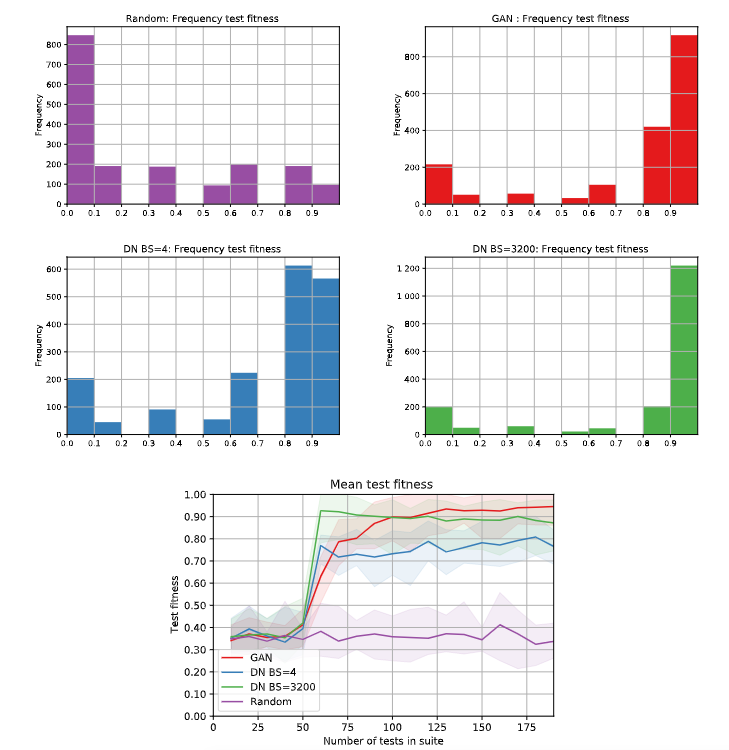 Random: Frequency test fitness
Frequency
800
700
600
500
400
300
200
100
0
0.0 0.1 0.2 0.3 0.4 0.5 0.6 0.7 0.8 0.9
GAN : Frequency test fitness
Frequency
800
600
400
200
0
0.0 0.1 0.2 0.3 0.4 0.5 0.6 0.7 0.8 0.9
DN BS=4: Frequency test fitness
Frequency
600
500
400
300
200
100
0
0.0 0.1 0.2 0.3 0.4 0.5 0.6 0.7 0.8 0.9
DN BS=3200: Frequency test fitness
Frequency
1 200
1 000
800
600
400
200
0
0.0 0.1 0.2 0.3 0.4 0.5 0.6 0.7 0.8 0.9
Mean test fitness
Test fitness
1.00
0.90
0.80
0.70
0.60
0.50
0.40
0.30
0.20
0.10
0.00
GAN
DN BS=4
DN BS=3200
Random
0 25 50 75 100 125 150 175
Number of tests in suite